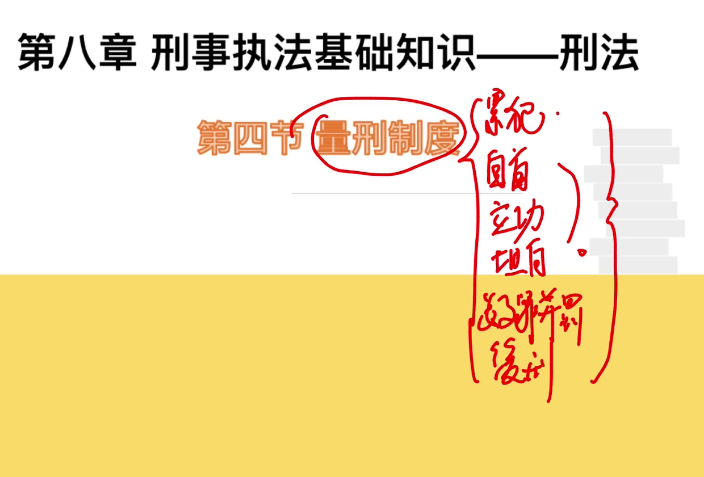 第八章 刑事执法基础知识——刑法
第四节 量刑制度
累犯
自首
立功
坦白
数罪并罚
缓刑